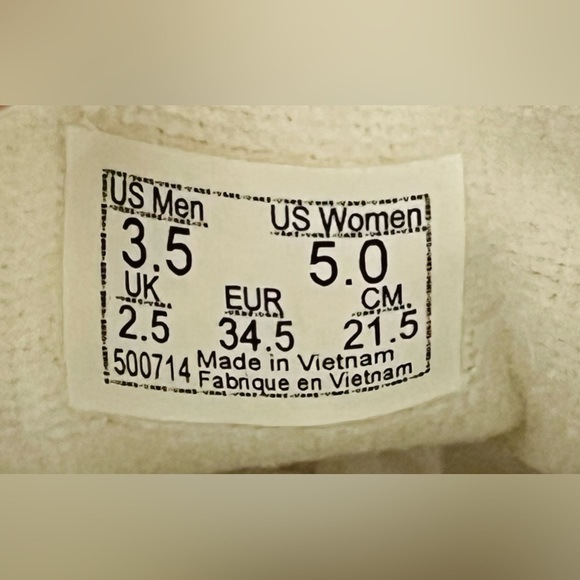 US Men US Women
3.5 5.0
UK EUR CM.
2.5 34.5 21.5
500714 Made in Vietnam
Fabrique en Vietnam